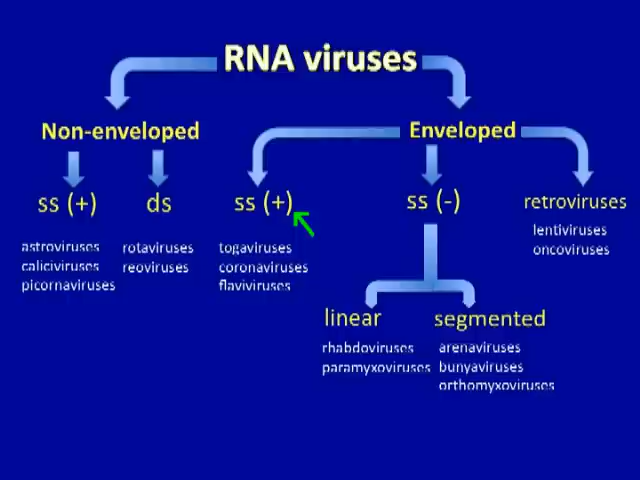 RNA viruses
Non-enveloped
Enveloped
ss (+)
ds
ss (+)
ss (-)
retroviruses
astroviruses
caliciviruses
picornaviruses
rotaviruses
reoviruses
togaviruses
coronaviruses
flaviviruses
lentiviruses
oncoviruses
linear
segmented
rhabdoviruses
paramyxoviruses
arenaviruses
bunyaviruses
orthomyxoviruses